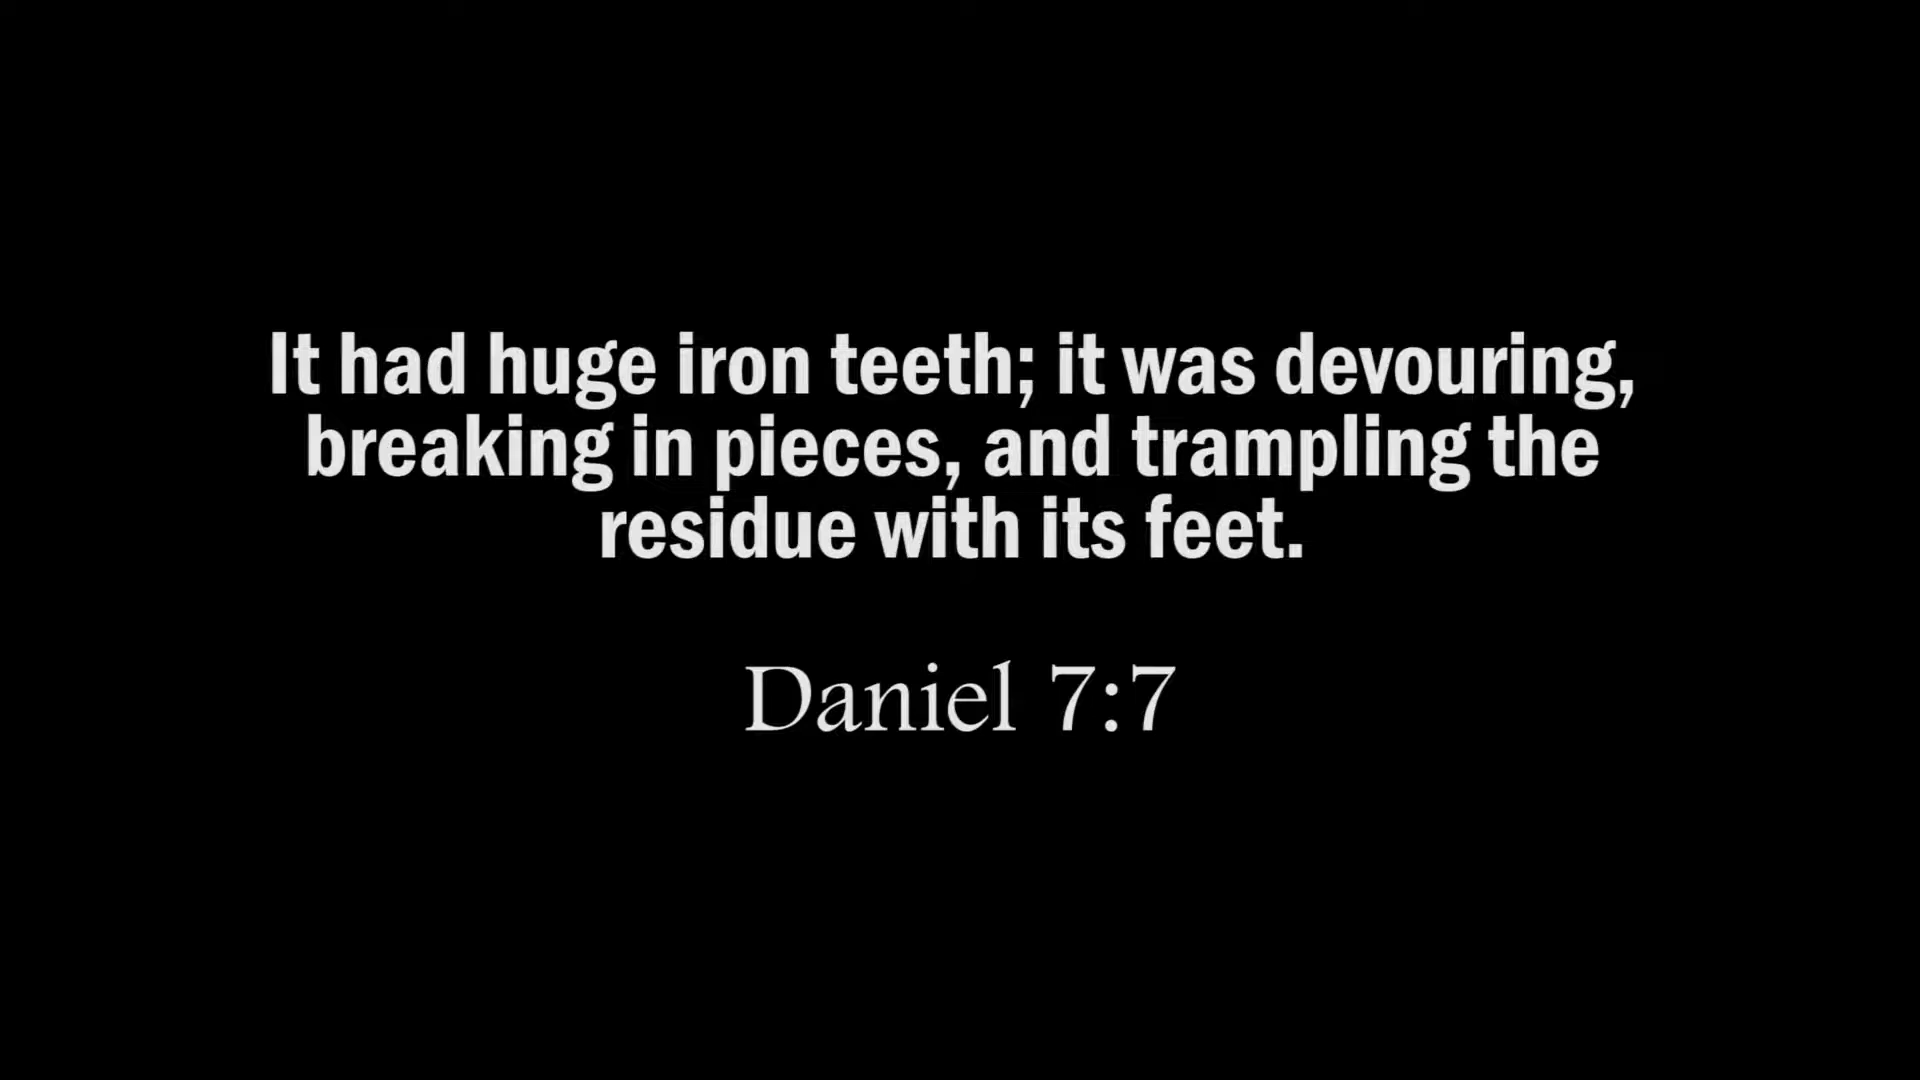 It had huge iron teeth; it was devouring,
breaking in pieces, and trampling the
residue with its feet.
Daniel 7:7